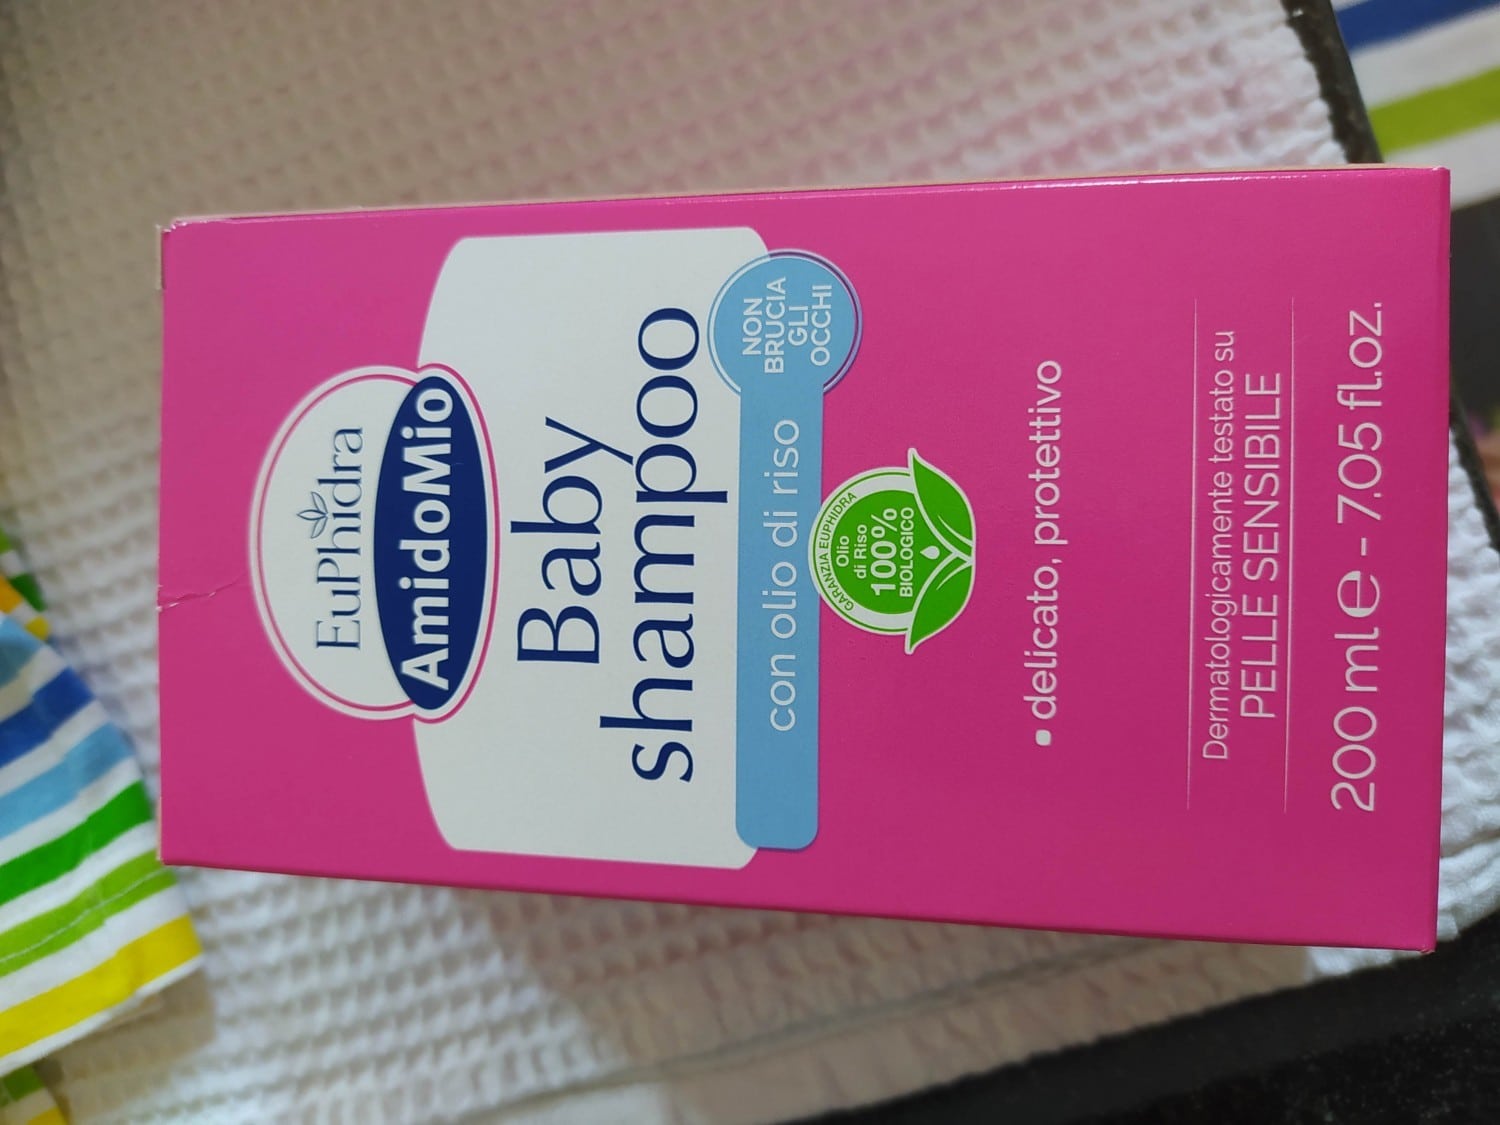 EuPhidra
AmidoMio
Baby
shampoo
con olio di riso
NON
BRUCIA
GLI
OCCHI
GARANZIA EUPHIDRA
Olio
di Riso
100%
BIOLOGICO
• delicato, protettivo
Dermatologicamente testato su
PELLE SENSIBILE
200 ml e - 7.05 fl.oz.